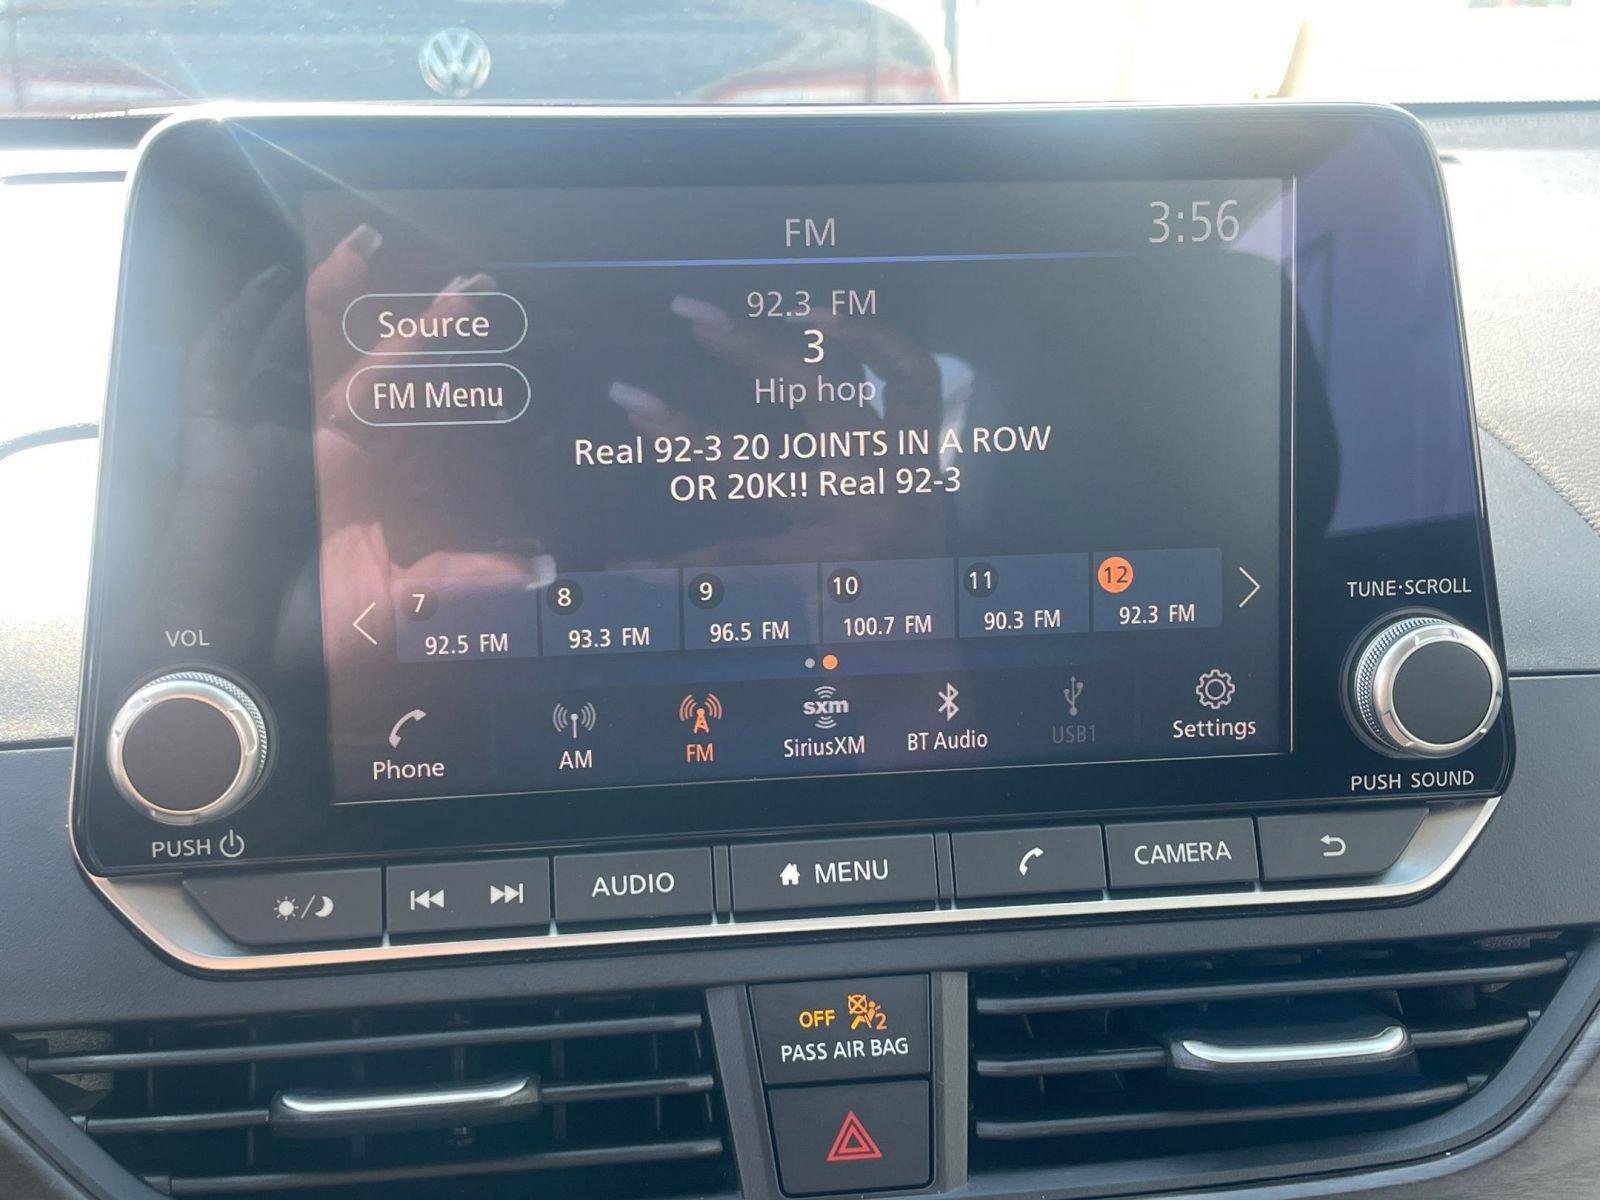 FM
3:56
Source
92.3 FM
3
FM Menu
Hip hop
Real 92-3 20 JOINTS IN A ROW
OR 20K!! Real 92-3
7
92.5 FM
8
93.3 FM
9
96.5 FM
10
100.7 FM
11
90.3 FM
12
92.3 FM
Phone
AM
FM
sxm
SiriusXM
BT Audio
USB1
Settings
VOL
PUSH
TUNE·SCROLL
PUSH SOUND
AUDIO
MENU
CAMERA
OFF
2
PASS AIR BAG